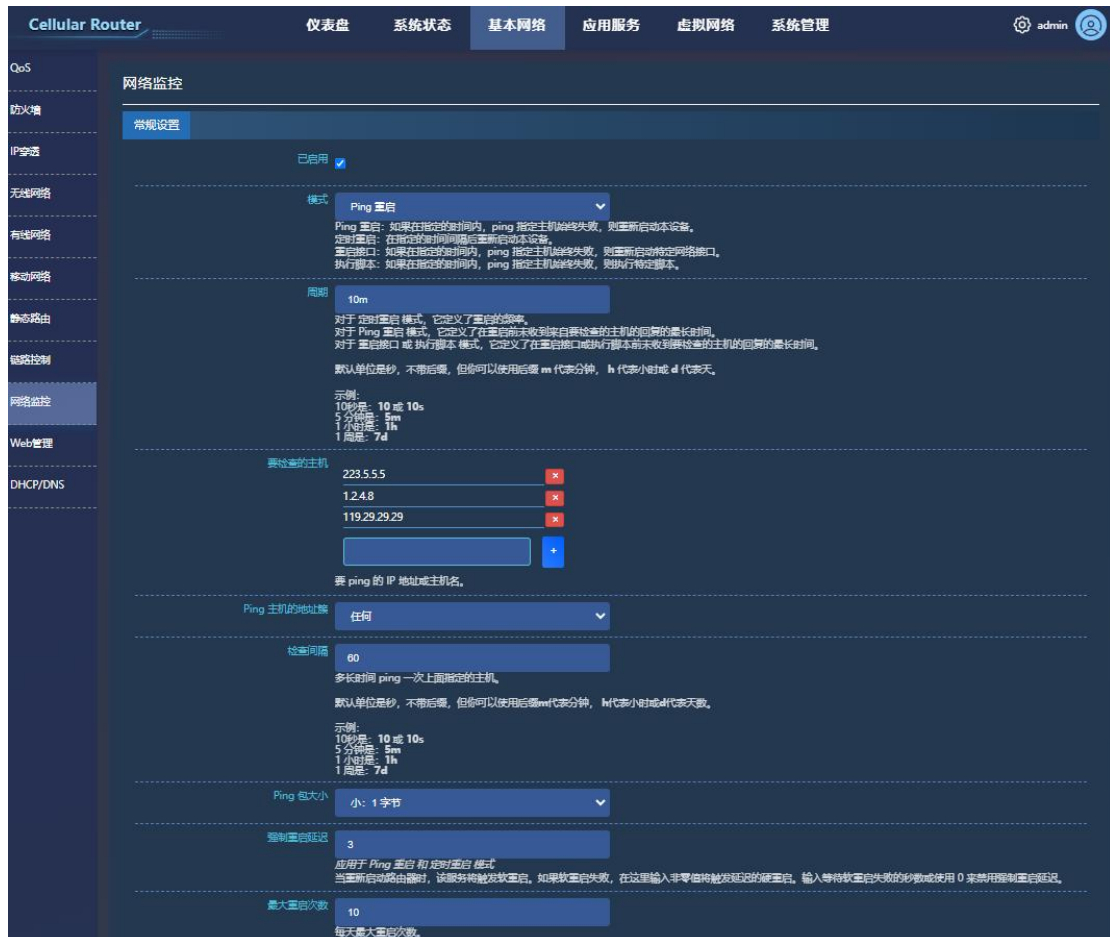 Cellular Router 仪表盘 系统状态 基本网络 应用服务 虚拟网络 系统管理 admin
QoS
防火墙
IP穿透
无线网络
有线网络
移动网络
静态路由
链路控制
网络监控
Web管理
DHCP/DNS
网络监控
常规设置
已启用
模式 Ping 重启
Ping 重启: 如果在指定的时间内, ping 指定主机始终失败, 则重新启动本设备。
定时重启: 在指定的时间间隔后重新启动本设备。
重启接口: 如果在指定的时间内, ping 指定主机始终失败, 则重新启动特定网络接口。
执行脚本: 如果在指定的时间内, ping 指定主机始终失败, 则执行特定脚本。
周期 10m
对于 定时重启 模式, 它定义了重启的频率。
对于 Ping 重启 模式, 它定义了在重启前未收到来自要检查的主机的回复的最长时间。
对于 重启接口 或 执行脚本 模式, 它定义了在重启接口或执行脚本前未收到要检查的主机的回复的最长时间。
默认单位是秒, 不带后缀, 但你可以使用后缀 m 代表分钟, h 代表小时或 d 代表天。
示例:
10秒是: 10 或 10s
5 分钟是: 5m
1 小时是: 1h
1 周是: 7d
要检查的主机 223.5.5.5
1.2.4.8
119.29.29.29
+
要 ping 的 IP 地址或主机名。
Ping 主机的地址簇 任何
检查间隔 60
多长时间 ping 一次上面指定的主机。
默认单位是秒, 不带后缀, 但你可以使用后缀m代表分钟, h代表小时或d代表天数。
示例:
10秒是: 10 或 10s
5 分钟是: 5m
1 小时是: 1h
1 周是: 7d
Ping 包大小 小: 1 字节
强制重启延迟 3
应用于 Ping 重启 和 定时重启 模式
当重新启动路由器时, 该服务将触发软重启。如果软重启失败, 在这里输入非零值将触发延迟的硬重启。输入等待软重启失败的秒数或使用 0 来禁用强制重启延迟。
最大重启次数 10
每天最大重启次数。